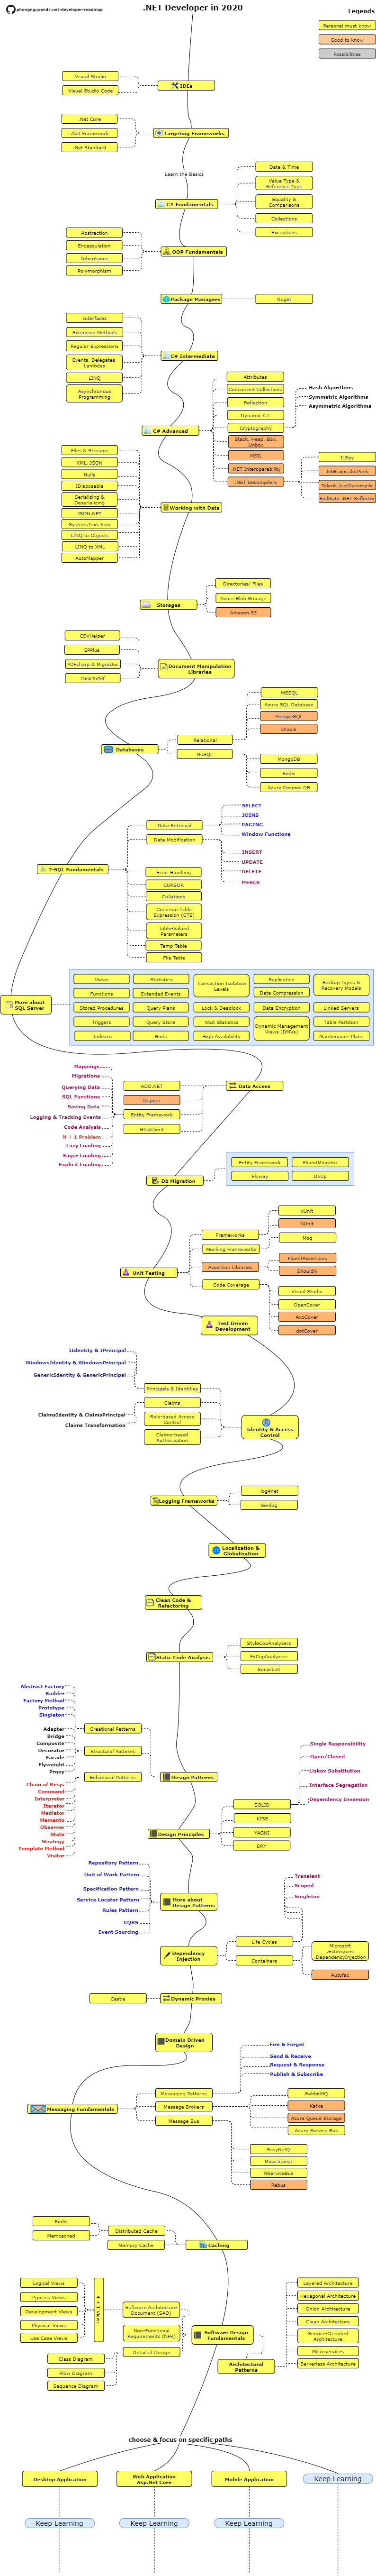 phongnguyend/.net-developer-roadmap
.NET Developer in 2020
Legends
Personal must know
Good to know
Possibilities
Visual Studio
Visual Studio Code
IDEs
.Net Core
.Net Framework
.Net Standard
Targeting Frameworks
Learn the Basics
C# Fundamentals
Date & Time
Value Type &
Reference Type
Equality &
Comparisons
Collections
Exceptions
Abstraction
Encapsulation
Inheritance
Polymorphism
OOP Fundamentals
Package Managers
Nuget
Interfaces
Extension Methods
Regular Expressions
Events, Delegates,
Lambdas
LINQ
Asynchronous
Programming
C# Intermediate
C# Advanced
Attributes
Concurrent Collections
Reflection
Dynamic C#
Cryptography
Stack, Heap, Box,
Unbox
MSIL
.NET Interoperability
.NET Decompilers
Hash Algorithms
Symmetric Algorithms
Asymmetric Algorithms
ILSpy
JetBrains dotPeek
Telerik JustDecompile
RedGate .NET Reflector
Files & Streams
XML, JSON
Nulls
IDisposable
Serializing &
Deserializing
JSON.NET
System.Text.Json
LINQ to Objects
LINQ to XML
AutoMapper
Working with Data
Storages
Directories/ Files
Azure Blob Storage
Amazon S3
CSVHelper
EPPlus
PDFsharp & MigraDoc
DinkToPdf
Document Manipulation
Libraries
Databases
Relational
NoSQL
MSSQL
Azure SQL Database
PostgreSQL
Oracle
MongoDB
Redis
Azure Cosmos DB
T-SQL Fundamentals
Data Retrieval
Data Modification
Error Handling
CURSOR
Collations
Common Table
Expression (CTE)
Table-Valued
Parameters
Temp Table
File Table
SELECT
JOINS
PAGING
Window Functions
INSERT
UPDATE
DELETE
MERGE
More about
SQL Server
Views
Functions
Stored Procedures
Triggers
Indexes
Statistics
Extended Events
Query Plans
Query Store
Hints
Transaction Isolation
Levels
Lock & Deadlock
Wait Statistics
High Availability
Replication
Data Compression
Data Encryption
Dynamic Management
Views (DMVs)
Backup Types &
Recovery Models
Linked Servers
Table Partition
Maintenance Plans
Mappings
Migrations
Querying Data
SQL Functions
Saving Data
Logging & Tracking Events
Code Analysis
N + 1 Problem
Lazy Loading
Eager Loading
Explicit Loading
ADO.NET
Dapper
Entity Framework
HttpClient
Data Access
Db Migration
Entity Framework
FluentMigrator
Flyway
DbUp
Unit Testing
Frameworks
Mocking Frameworks
Assertion Libraries
Code Coverage
xUnit
NUnit
Moq
FluentAssertions
Shouldly
Visual Studio
OpenCover
AxoCover
dotCover
Test Driven
Development
IIdentity & IPrincipal
WindowsIdentity & WindowsPrincipal
GenericIdentity & GenericPrincipal
ClaimsIdentity & ClaimsPrincipal
Claims Transformation
Principals & Identities
Claims
Role-based Access
Control
Claims-based
Authorization
Identity & Access
Control
Logging Frameworks
log4net
Serilog
Localization &
Globalization
Clean Code &
Refactoring
Static Code Analysis
StyleCopAnalyzers
FxCopAnalyzers
SonarLint
Abstract Factory
Builder
Factory Method
Prototype
Singleton
Adapter
Bridge
Composite
Decorator
Facade
Flyweight
Proxy
Chain of Resp.
Command
Interpreter
Iterator
Mediator
Memento
Observer
State
Strategy
Template Method
Visitor
Creational Patterns
Structural Patterns
Behavioral Patterns
Design Patterns
Design Principles
SOLID
KISS
YAGNI
DRY
Single Responsibility
Open/Closed
Liskov Substitution
Interface Segregation
Dependency Inversion
Repository Pattern
Unit of Work Pattern
Specification Pattern
Service Locator Pattern
Rules Pattern
CQRS
Event Sourcing
More about
Design Patterns
Dependency
Injection
Life Cycles
Containers
Transient
Scoped
Singleton
Microsoft
.Extensions
.DependencyInjection
Autofac
Castle
Dynamic Proxies
Domain Driven
Design
Messaging Fundamentals
Messaging Patterns
Message Brokers
Message Bus
Fire & Forget
Send & Receive
Request & Response
Publish & Subscribe
RabbitMQ
Kafka
Azure Queue Storage
Azure Service Bus
EasyNetQ
MassTransit
NServiceBus
Rebus
Redis
Memcached
Distributed Cache
Memory Cache
Caching
Logical Views
Prpcess Views
Development Views
Physical Views
Use Case Views
4 + 1 Views
Class Diagram
Flow Diagram
Sequence Diagram
Software Architecture
Document (SAD)
Non-Functional
Requirements (NFR)
Detailed Design
Software Design
Fundamentals
Architectural
Patterns
Layered Architecture
Hexagonal Architecture
Onion Architecture
Clean Architecture
Service-Oriented
Architecture
Microservices
Serverless Architecture
choose & focus on specific paths
Desktop Application
Web Application
Asp.Net Core
Mobile Application
Keep Learning
Keep Learning
Keep Learning
Keep Learning